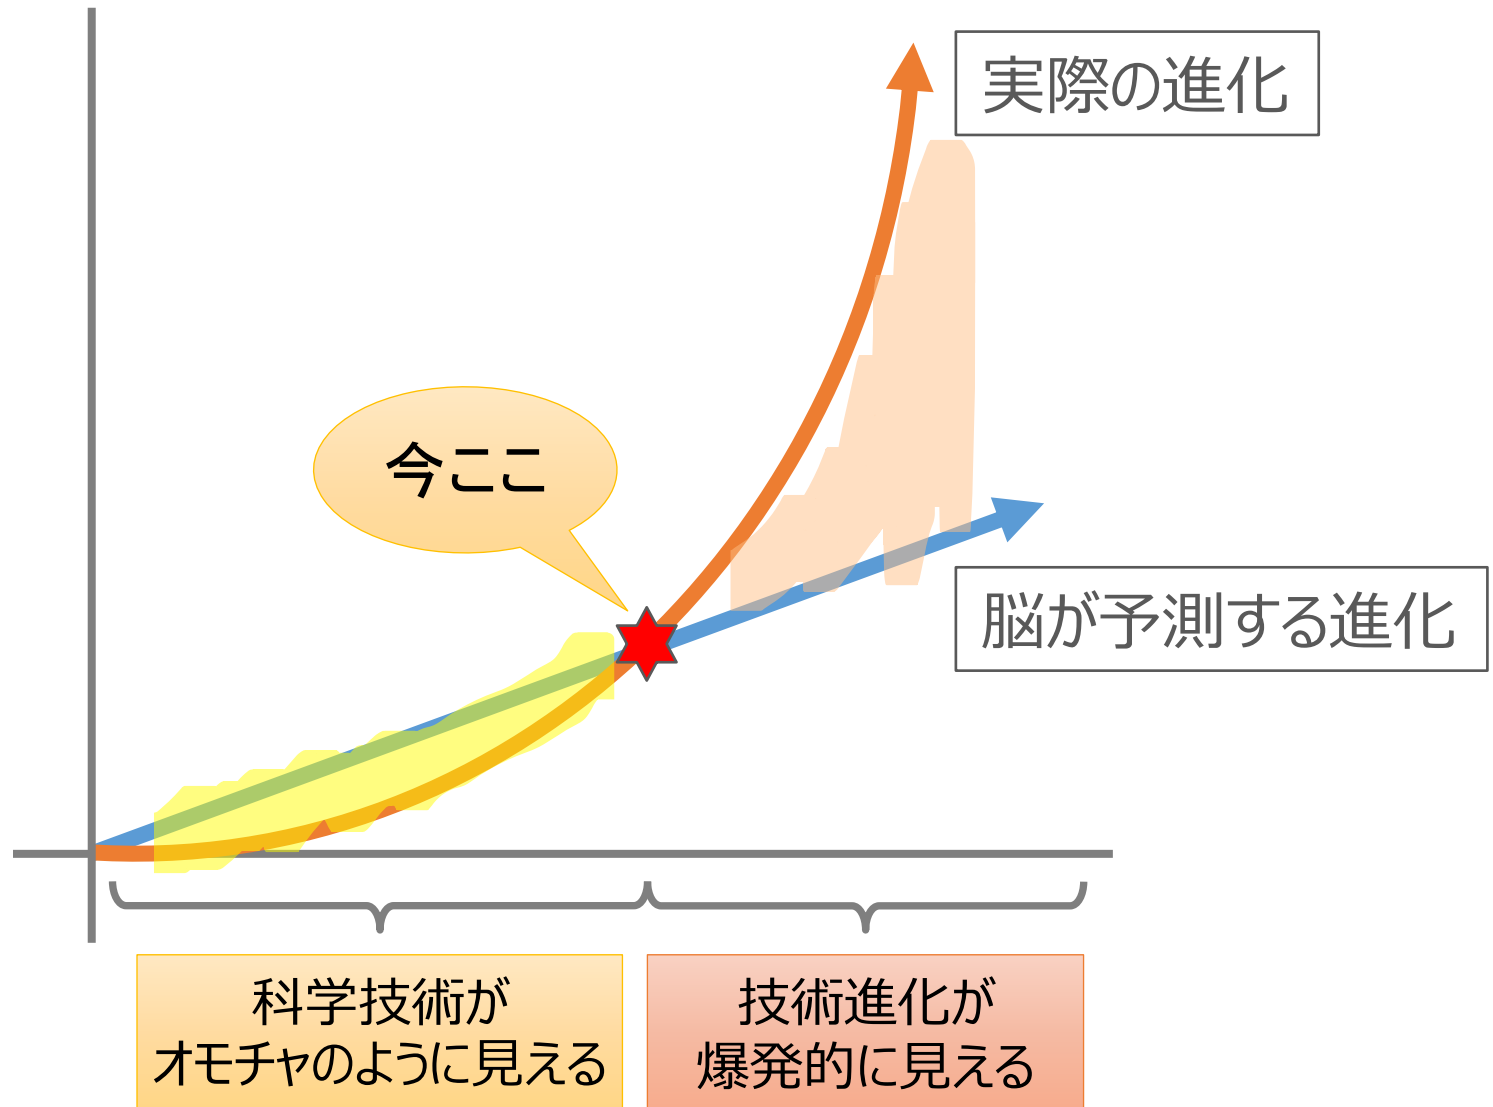 実際の進化
今ここ
脳が予測する進化
科学技術が
オモチャのように見える
技術進化が
爆発的に見える